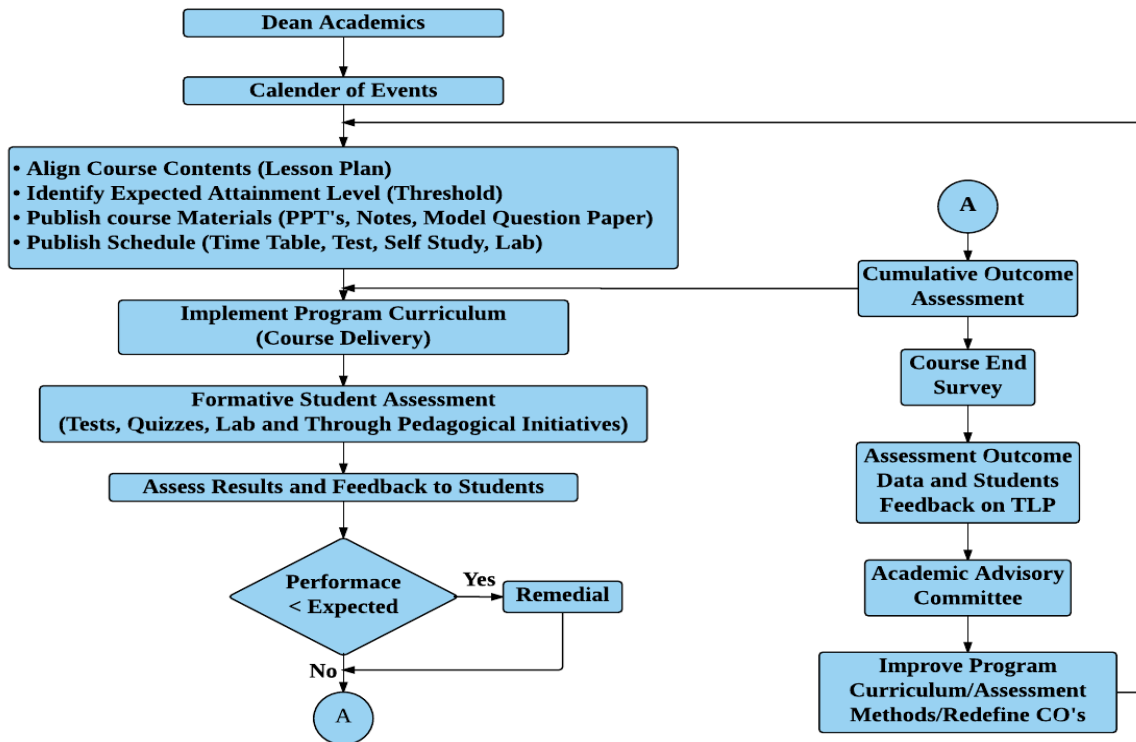 Dean Academics
Calender of Events
• Align Course Contents (Lesson Plan)
• Identify Expected Attainment Level (Threshold)
• Publish course Materials (PPT's, Notes, Model Question Paper)
• Publish Schedule (Time Table, Test, Self Study, Lab)
Implement Program Curriculum
(Course Delivery)
Formative Student Assessment
(Tests, Quizzes, Lab and Through Pedagogical Initiatives)
Assess Results and Feedback to Students
Performace
< Expected
Yes
Remedial
No
A
A
Cumulative Outcome
Assessment
Course End
Survey
Assessment Outcome
Data and Students
Feedback on TLP
Academic Advisory
Committee
Improve Program
Curriculum/Assessment
Methods/Redefine CO's